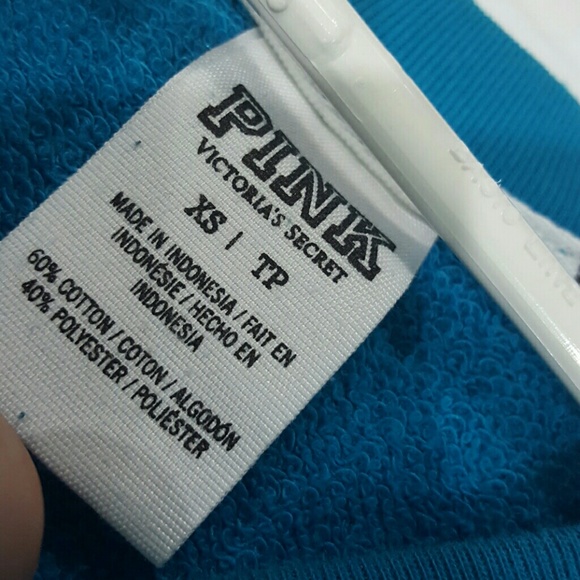 PINK
VICTORIA'S SECRET
XS | TP
MADE IN INDONESIA / FAIT EN
INDONÉSIE / HECHO EN
INDONESIA
60% COTTON / COTON / ALGODÓN
40% POLYESTER / POLIÉSTER